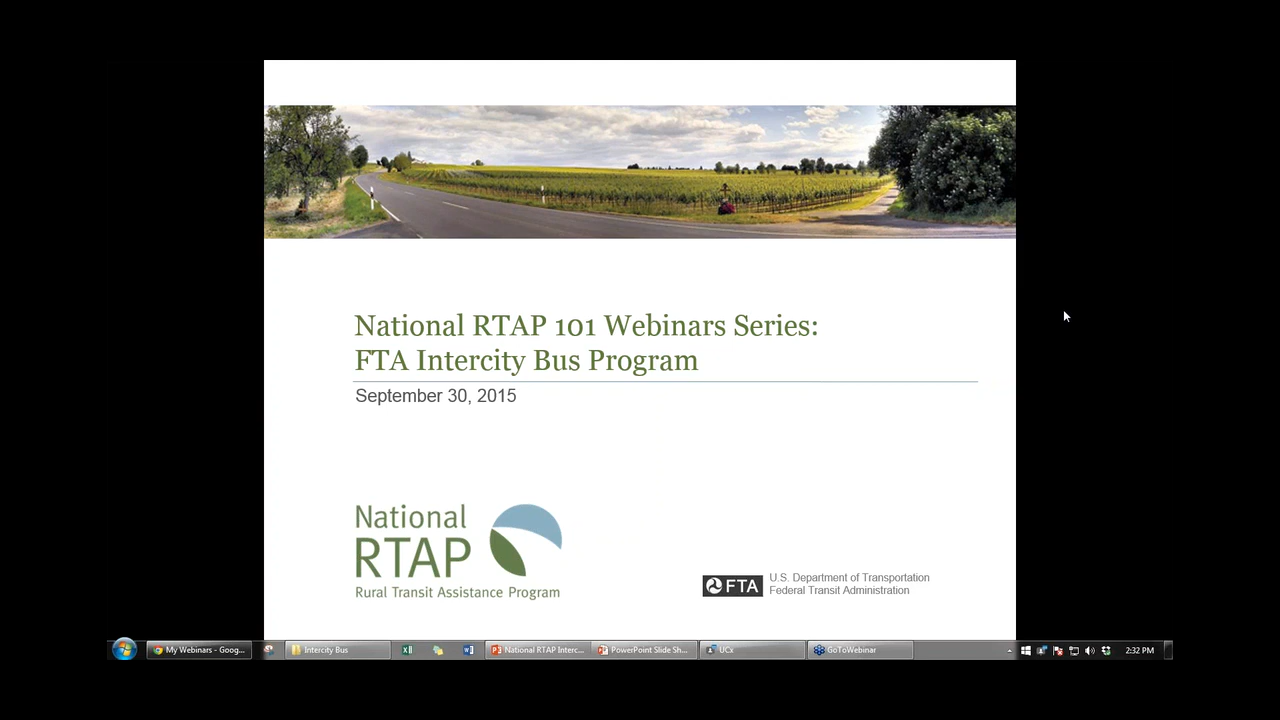 National RTAP 101 Webinars Series:
FTA Intercity Bus Program
September 30, 2015
National
RTAP
Rural Transit Assistance Program
FTA
U.S. Department of Transportation
Federal Transit Administration
My Webinars - Goog...
Intercity Bus
National RTAP Interc...
PowerPoint Slide Sh...
UCx
GoToWebinar
2:32 PM